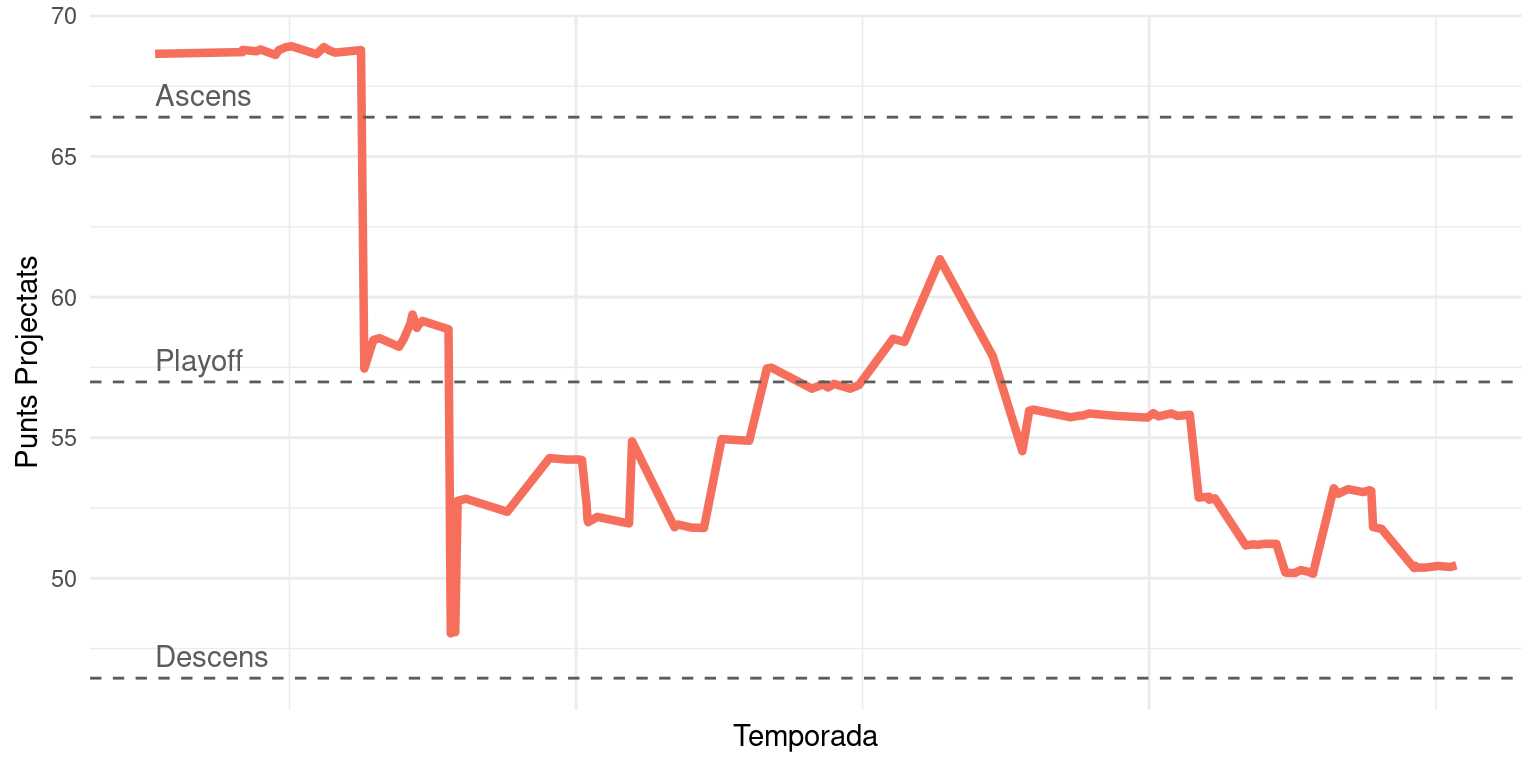 70
Ascens
65
60
Playoff
55
50
Descens
Punts Projectats
Temporada